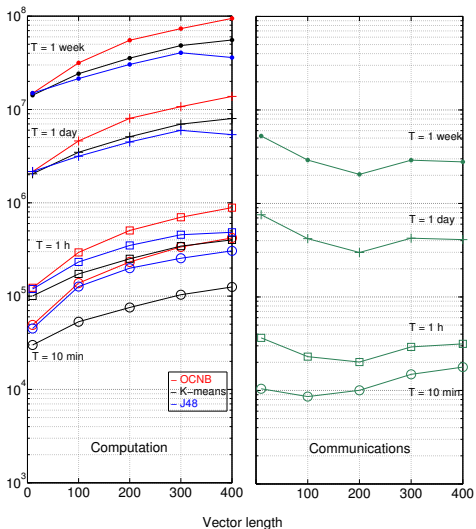 10^8
10^7
10^6
10^5
10^4
10^3
T = 1 week
T = 1 day
T = 1 h
T = 10 min
OCNB
K−means
J48
Computation
0 100 200 300 400
T = 1 week
T = 1 day
T = 1 h
T = 10 min
Communications
100 200 300 400
Vector length